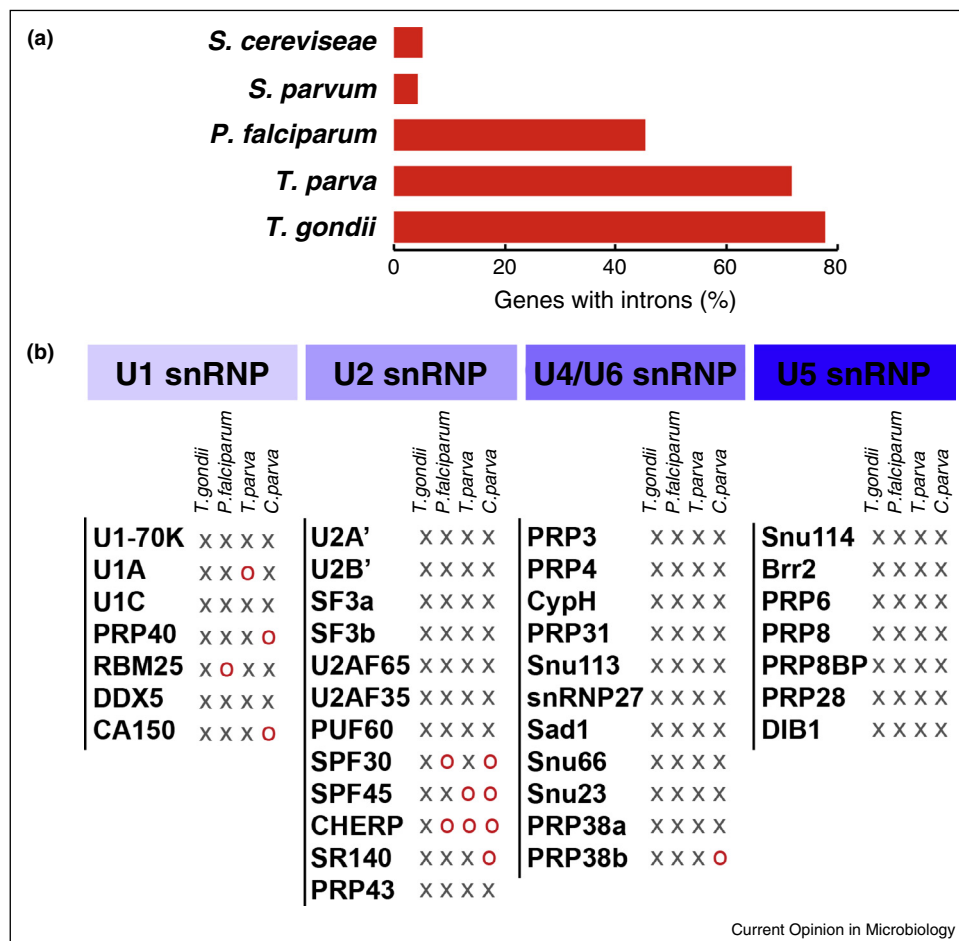 (a)
S. cereviseae
S. parvum
P. falciparum
T. parva
T. gondii
0 20 40 60 80
Genes with introns (%)
(b)
U1 snRNP U2 snRNP U4/U6 snRNP U5 snRNP
T.gondii P.falciparum T.parva C.parva T.gondii P.falciparum T.parva C.parva T.gondii P.falciparum T.parva C.parva T.gondii P.falciparum T.parva C.parva
U1-70K x x x x U2A' x x x x PRP3 x x x x Snu114 x x x x
U1A x x o x U2B' x x x x PRP4 x x x x Brr2 x x x x
U1C x x x x SF3a x x x x CypH x x x x PRP6 x x x x
PRP40 x x x o SF3b x x x x PRP31 x x x x PRP8 x x x x
RBM25 x o x x U2AF65 x x x x Snu113 x x x x PRP8BP x x x x
DDX5 x x x x U2AF35 x x x x snRNP27 x x x x PRP28 x x x x
CA150 x x x o PUF60 x x x x Sad1 x x x x DIB1 x x x x
SPF30 x o x o Snu66 x x x x
SPF45 x x o o Snu23 x x x x
CHERP x o o o PRP38a x x x x
SR140 x x x o PRP38b x x x o
PRP43 x x x x
Current Opinion in Microbiology